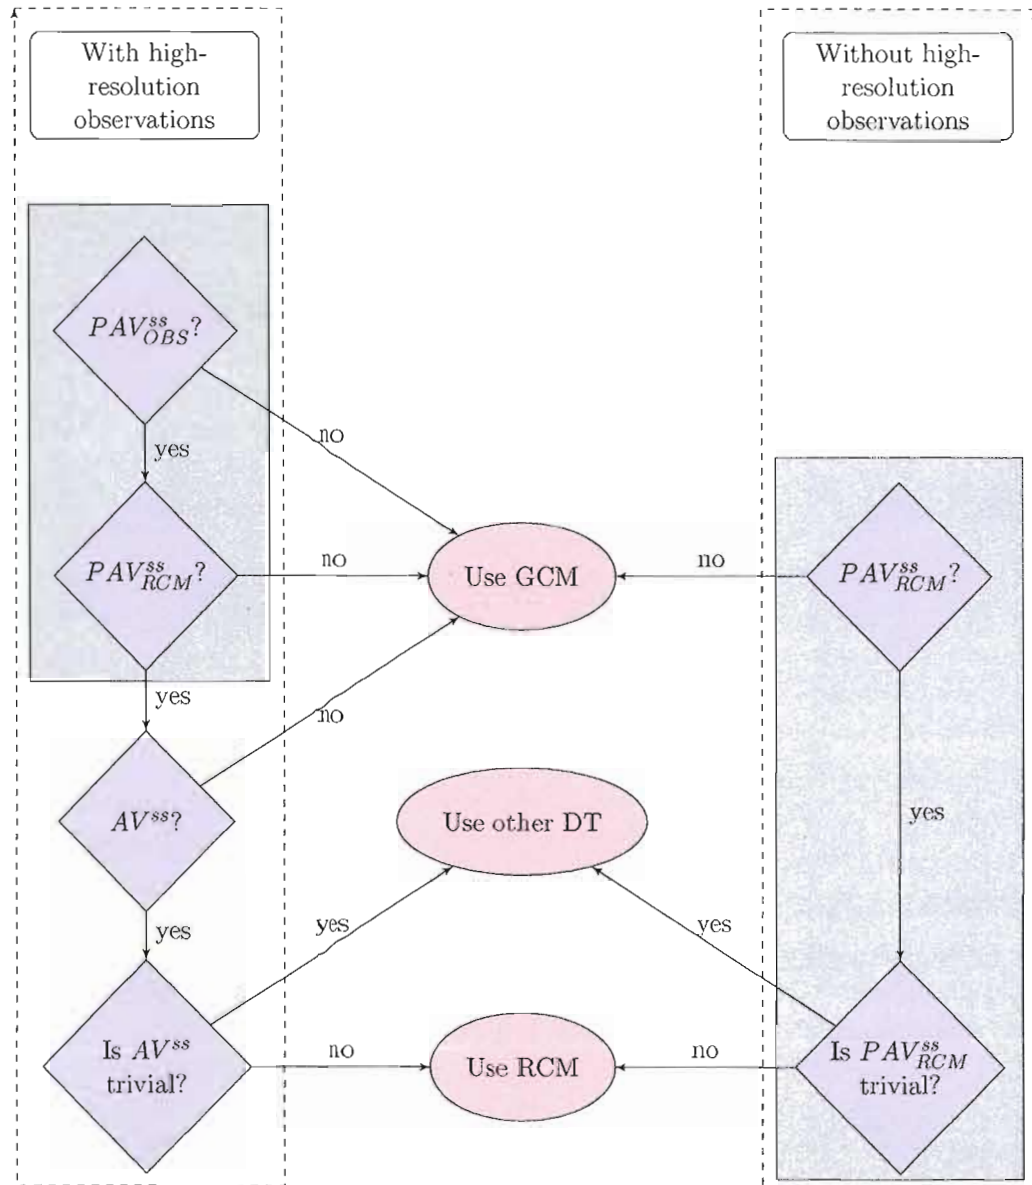 With high-
resolution
observations
Without high-
resolution
observations
PAV^{ss}_{OBS}?
no
yes
PAV^{ss}_{RCM}?
no
Use GCM
no
PAV^{ss}_{RCM}?
yes
no
AV^{ss}?
Use other DT
yes
yes
yes
yes
Is AV^{ss}
trivial?
no
Use RCM
no
Is PAV^{ss}_{RCM}
trivial?